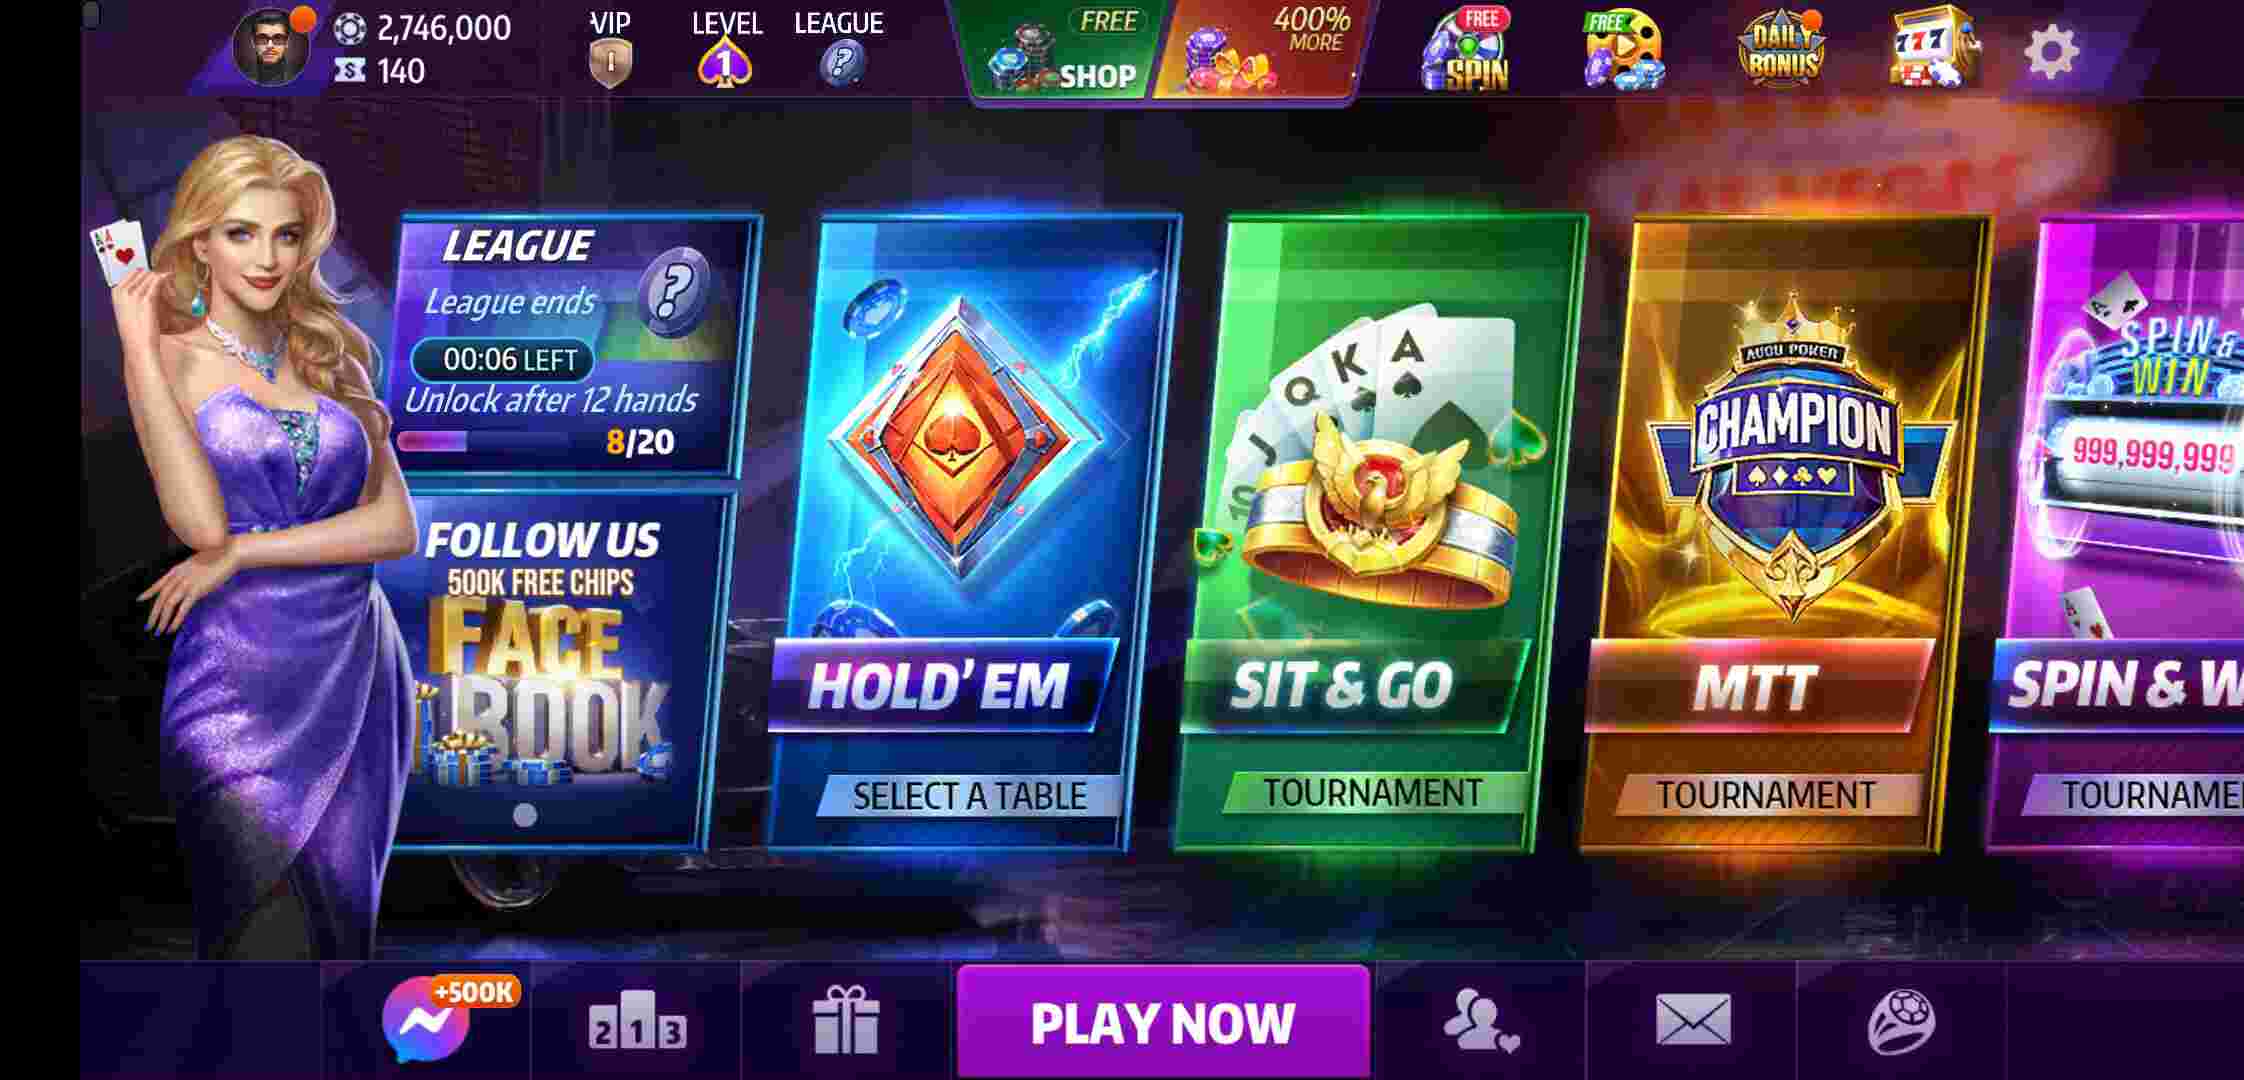 2,746,000
140
VIP
LEVEL
1
LEAGUE
?
FREE
SHOP
400%
MORE
FREE
SPIN
FREE
DAILY
BONUS
777
LEAGUE
League ends
00:06 LEFT
Unlock after 12 hands
8/20
?
FOLLOW US
500K FREE CHIPS
FACE
BOOK
HOLD'EM
SELECT A TABLE
10 J Q K A
SIT & GO
TOURNAMENT
CHAMPION
MTT
TOURNAMENT
SPIN &
WIN
999,999,999
SPIN & W
TOURNAME
+500K
2 1 3
PLAY NOW